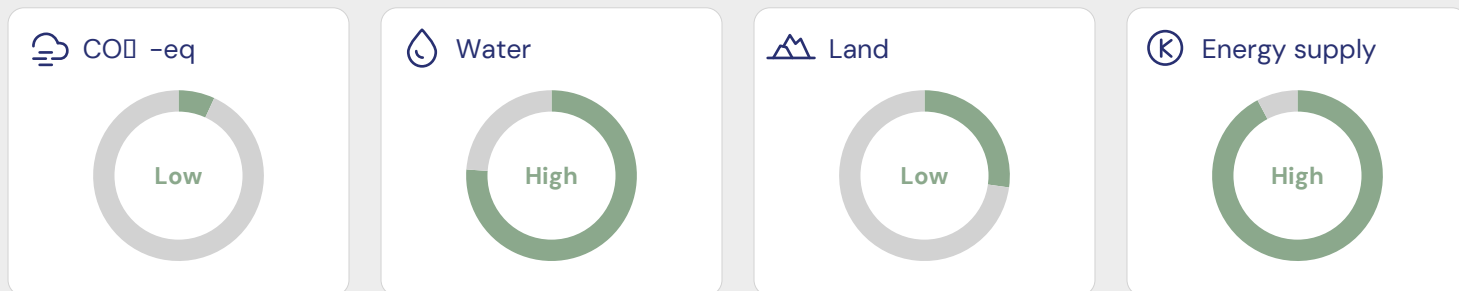 CO▯ -eq
Water
Land
Energy supply
Low
High
Low
High